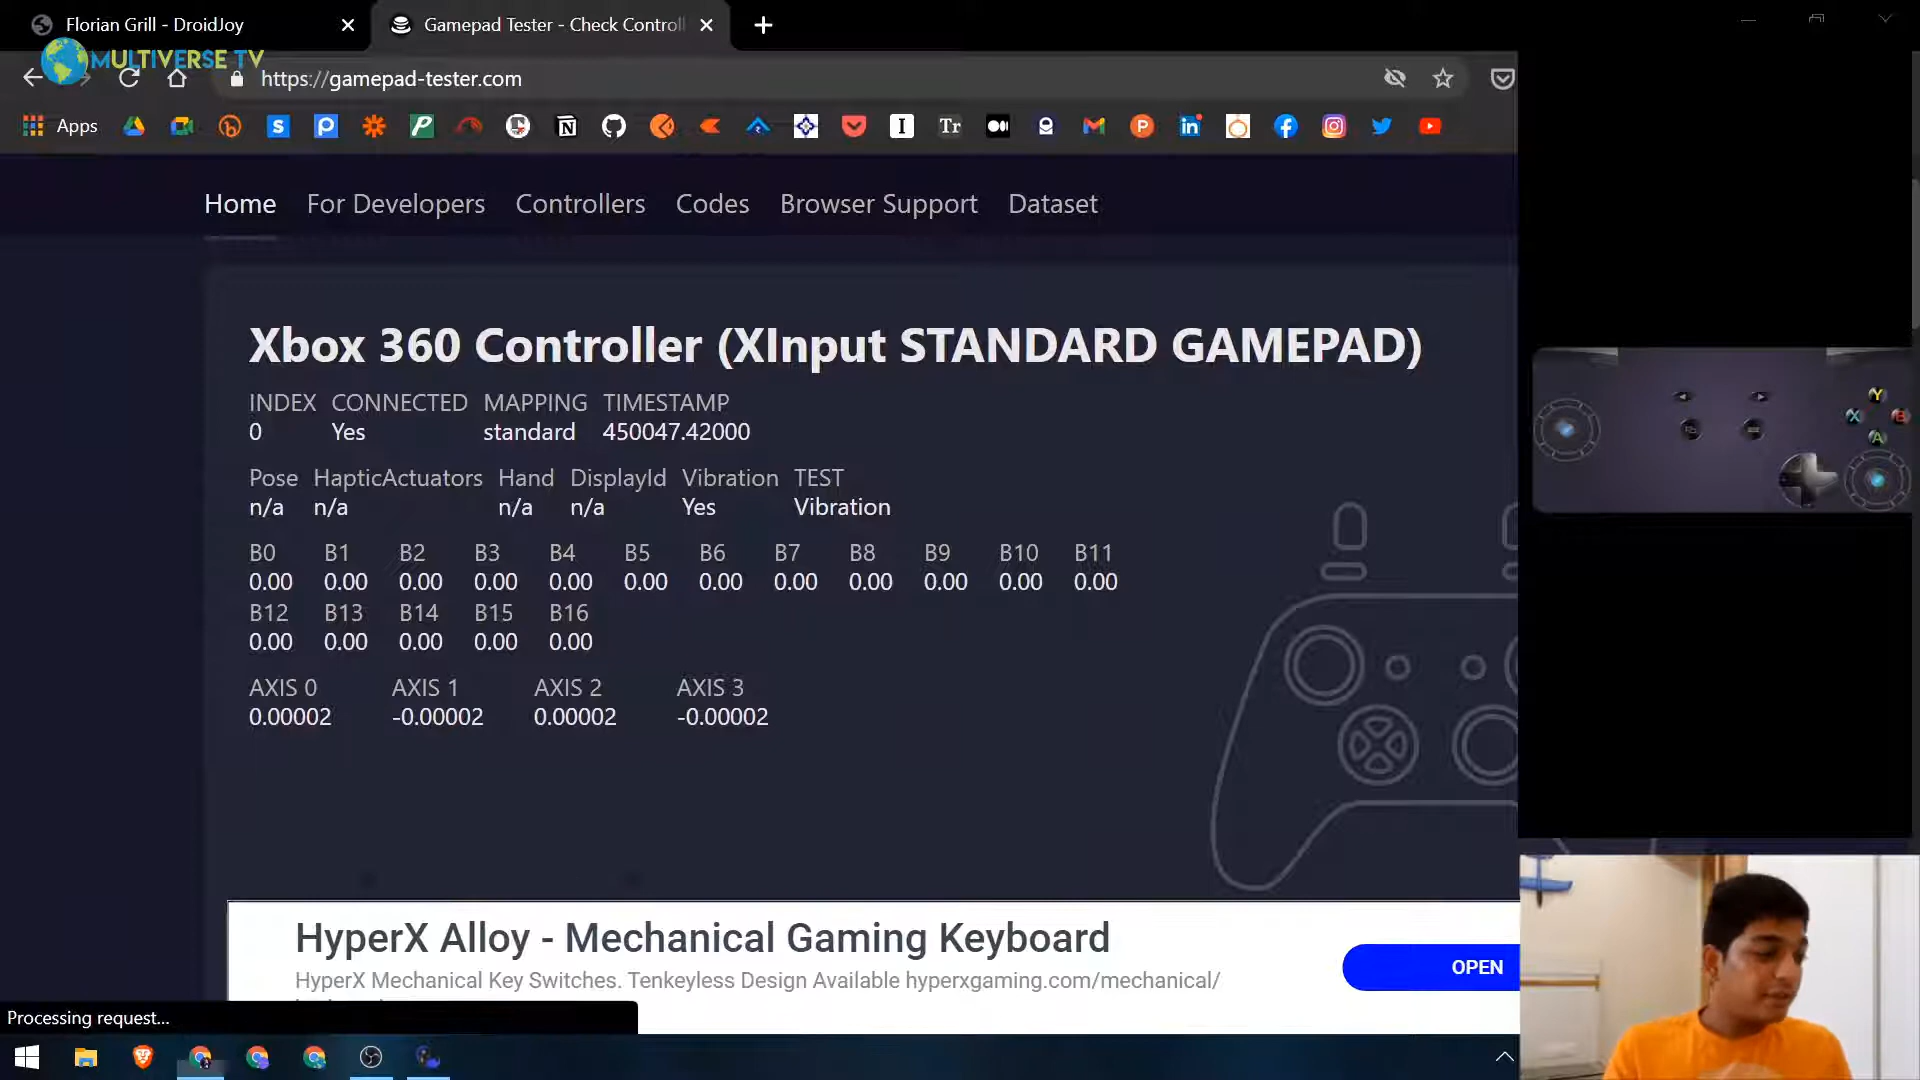 Florian Grill - DroidJoy
Gamepad Tester - Check Controll
MULTIVERSE TV
https://gamepad-tester.com
Apps
Tr
Home For Developers Controllers Codes Browser Support Dataset
Xbox 360 Controller (XInput STANDARD GAMEPAD)
INDEX CONNECTED MAPPING TIMESTAMP
0 Yes standard 450047.42000
Pose HapticActuators Hand DisplayId Vibration TEST
n/a n/a n/a n/a Yes Vibration
B0 B1 B2 B3 B4 B5 B6 B7 B8 B9 B10 B11
0.00 0.00 0.00 0.00 0.00 0.00 0.00 0.00 0.00 0.00 0.00 0.00
B12 B13 B14 B15 B16
0.00 0.00 0.00 0.00 0.00
AXIS 0 AXIS 1 AXIS 2 AXIS 3
0.00002 -0.00002 0.00002 -0.00002
Y
X B
A
HyperX Alloy - Mechanical Gaming Keyboard
HyperX Mechanical Key Switches. Tenkeyless Design Available hyperxgaming.com/mechanical/
OPEN
Processing request...